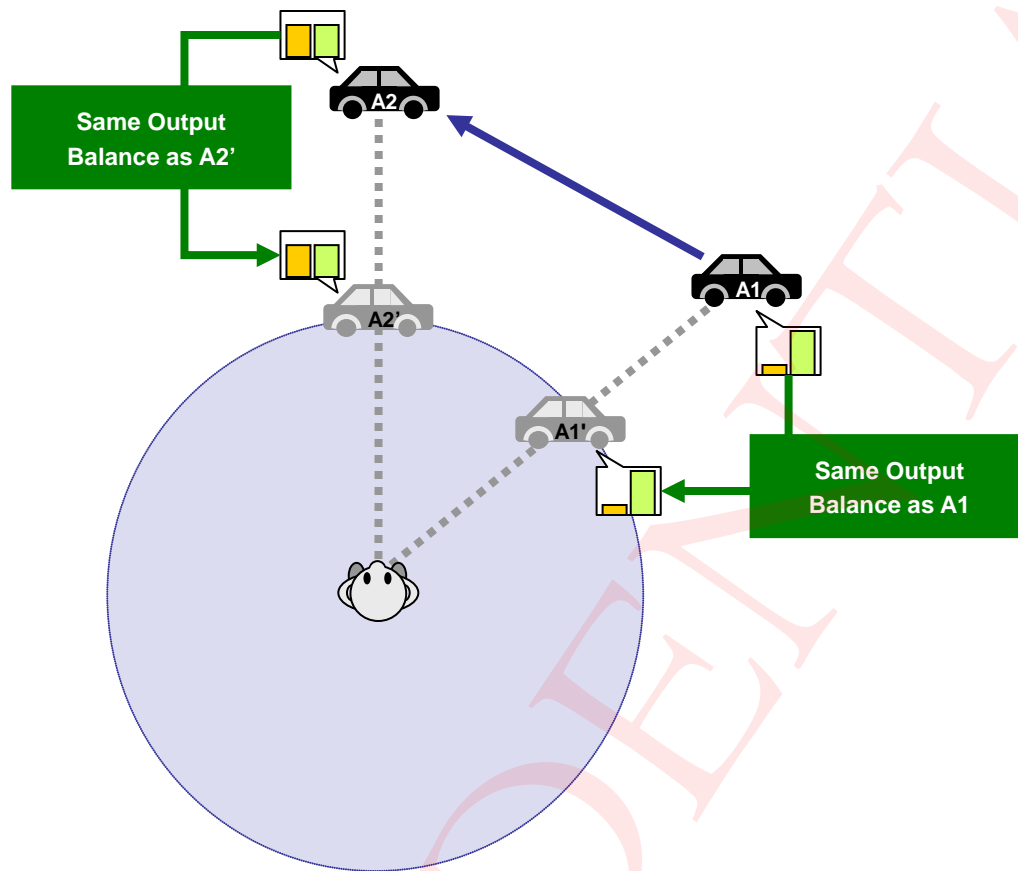 A2
Same Output
Balance as A2’
A2’
A1
A1'
Same Output
Balance as A1